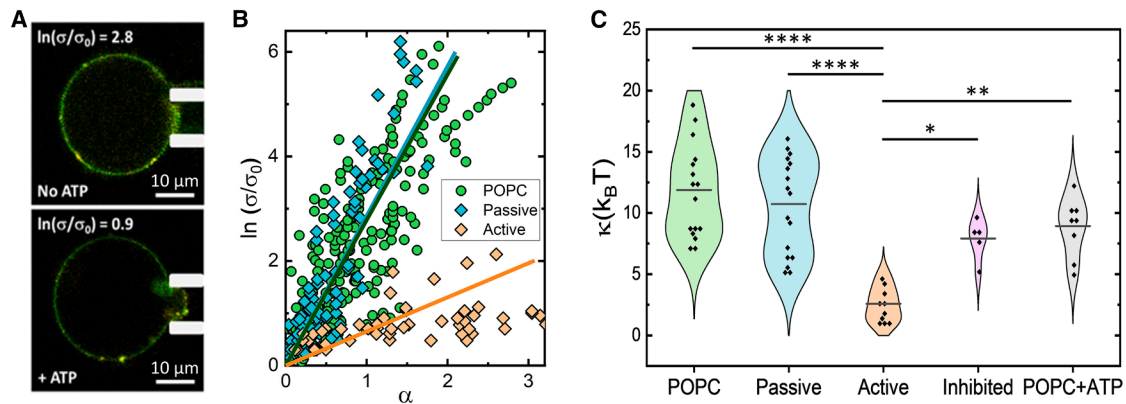 A
ln(σ/σ₀) = 2.8
No ATP
10 μm
ln(σ/σ₀) = 0.9
+ ATP
10 μm
B
ln (σ/σ₀)
6
4
2
0
0
1
2
3
α
POPC
Passive
Active
C
κ(k_BT)
25
20
15
10
5
0
****
****
**
*
POPC
Passive
Active
Inhibited
POPC+ATP